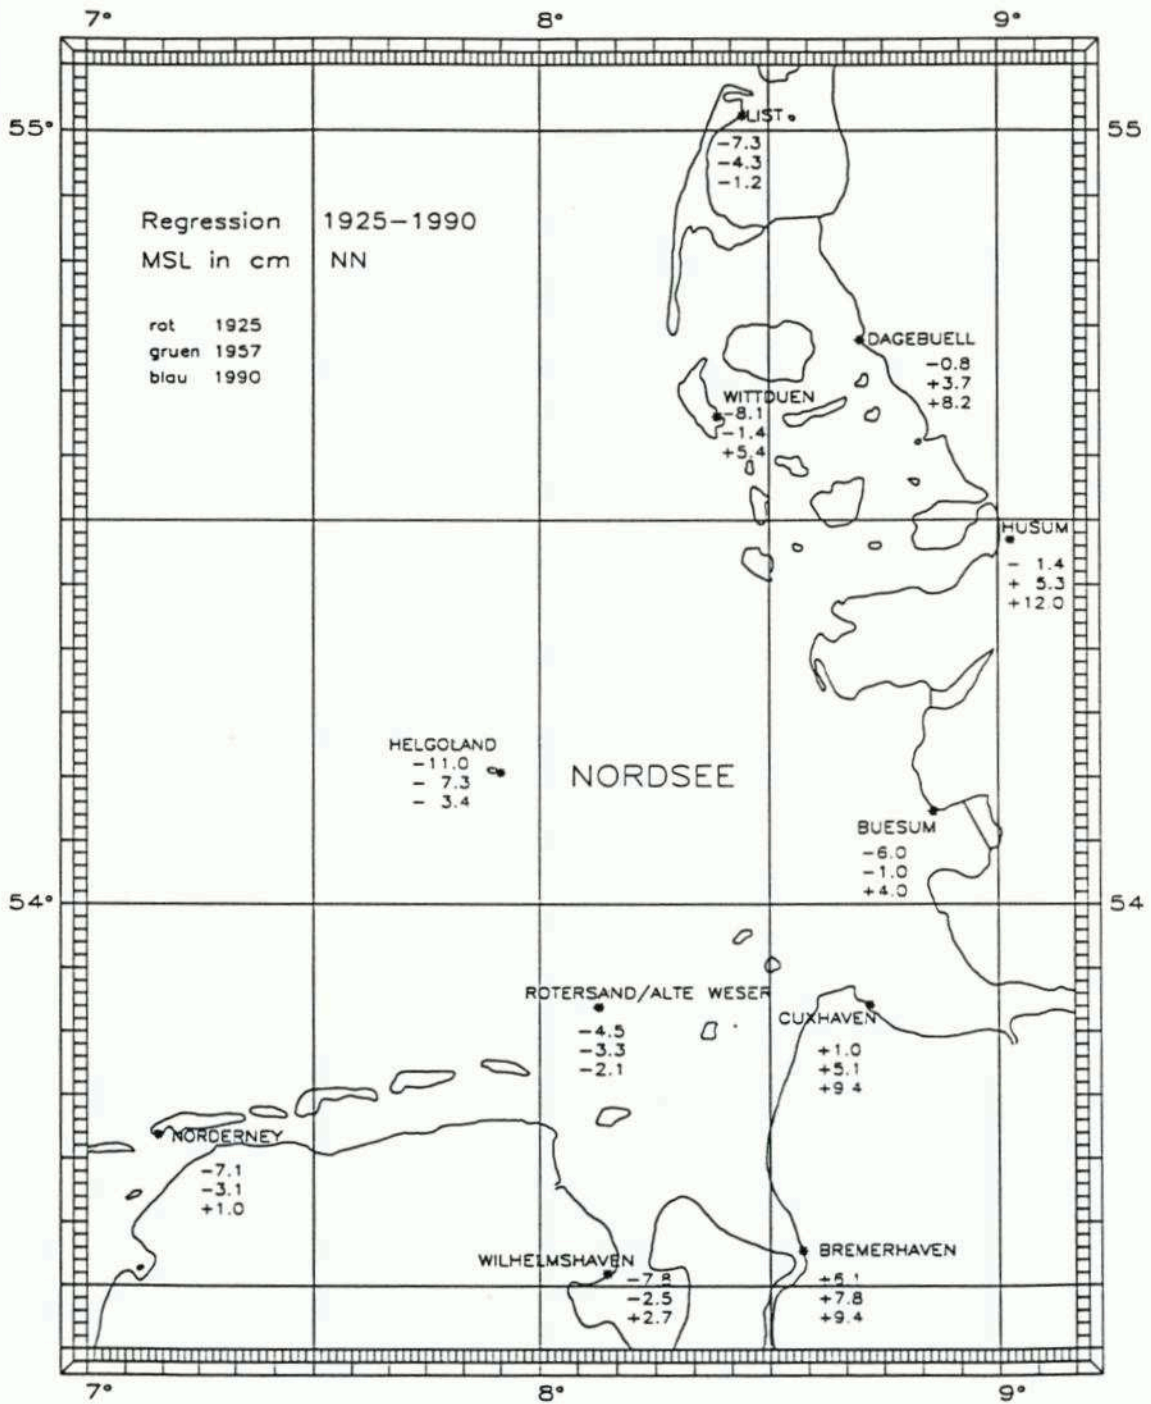 7° 8° 9°
55° 55
LIST
-7.3
-4.3
-1.2
Regression 1925-1990
MSL in cm NN
rot 1925
gruen 1957
blau 1990
DAGEBUELL
-0.8
+3.7
+8.2
WITTDUEN
-8.1
-1.4
+5.4
HUSUM
- 1.4
+ 5.3
+12.0
HELGOLAND
-11.0
- 7.3
- 3.4
NORDSEE
BUESUM
-6.0
-1.0
+4.0
54° 54
ROTERSAND/ALTE WESER
-4.5
-3.3
-2.1
CUXHAVEN
+1.0
+5.1
+9.4
NORDERNEY
-7.1
-3.1
+1.0
WILHELMSHAVEN
-7.8
-2.5
+2.7
BREMERHAVEN
+6.1
+7.8
+9.4
7° 8° 9°